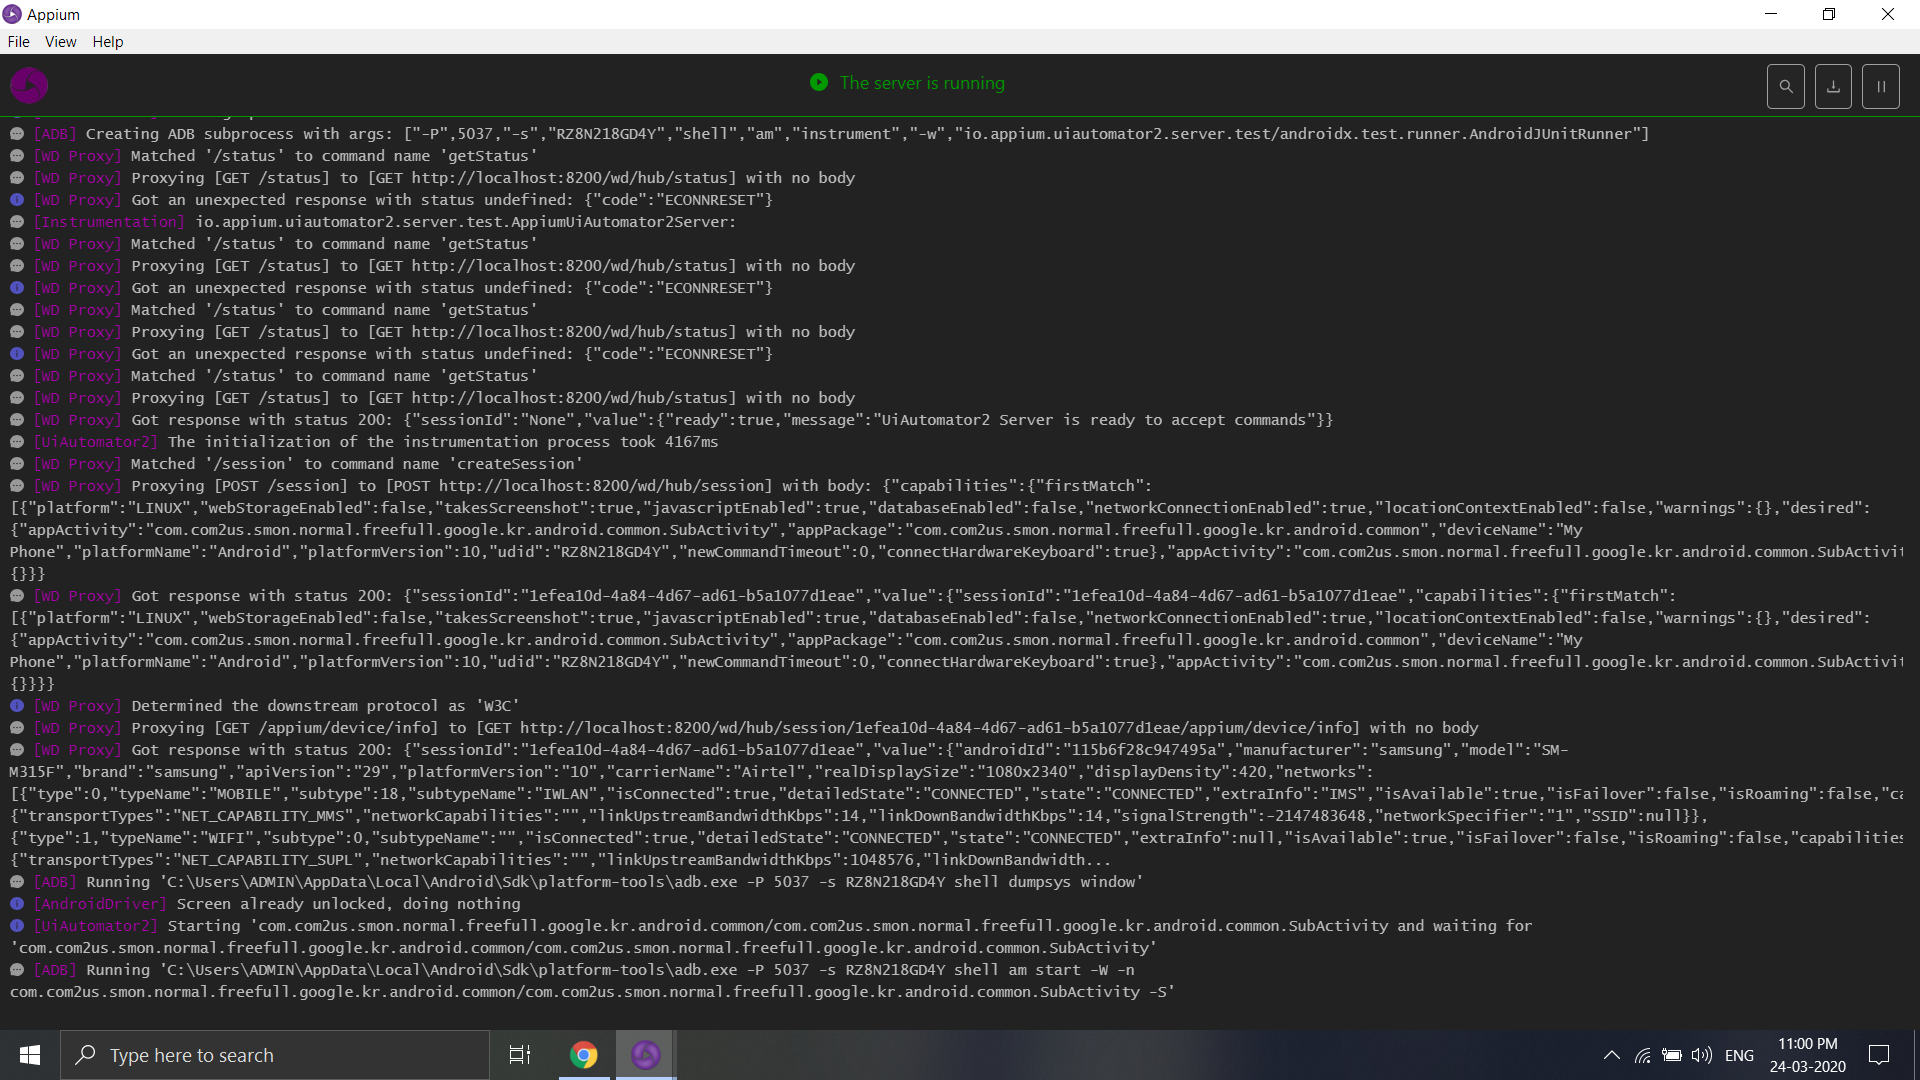 Appium
File View Help
The server is running
[ADB] Creating ADB subprocess with args: ["-P",5037,"-s","RZ8N218GD4Y","shell","am","instrument","-w","io.appium.uiautomator2.server.test/androidx.test.runner.AndroidJUnitRunner"]
[WD Proxy] Matched '/status' to command name 'getStatus'
[WD Proxy] Proxying [GET /status] to [GET http://localhost:8200/wd/hub/status] with no body
[WD Proxy] Got an unexpected response with status undefined: {"code":"ECONNRESET"}
[Instrumentation] io.appium.uiautomator2.server.test.AppiumUiAutomator2Server:
[WD Proxy] Matched '/status' to command name 'getStatus'
[WD Proxy] Proxying [GET /status] to [GET http://localhost:8200/wd/hub/status] with no body
[WD Proxy] Got an unexpected response with status undefined: {"code":"ECONNRESET"}
[WD Proxy] Matched '/status' to command name 'getStatus'
[WD Proxy] Proxying [GET /status] to [GET http://localhost:8200/wd/hub/status] with no body
[WD Proxy] Got an unexpected response with status undefined: {"code":"ECONNRESET"}
[WD Proxy] Matched '/status' to command name 'getStatus'
[WD Proxy] Proxying [GET /status] to [GET http://localhost:8200/wd/hub/status] with no body
[WD Proxy] Got response with status 200: {"sessionId":"None","value":{"ready":true,"message":"UiAutomator2 Server is ready to accept commands"}}
[UiAutomator2] The initialization of the instrumentation process took 4167ms
[WD Proxy] Matched '/session' to command name 'createSession'
[WD Proxy] Proxying [POST /session] to [POST http://localhost:8200/wd/hub/session] with body: {"capabilities":{"firstMatch":
[{"platform":"LINUX","webStorageEnabled":false,"takesScreenshot":true,"javascriptEnabled":true,"databaseEnabled":false,"networkConnectionEnabled":true,"locationContextEnabled":false,"warnings":{},"desired":
{"appActivity":"com.com2us.smon.normal.freefull.google.kr.android.common.SubActivity","appPackage":"com.com2us.smon.normal.freefull.google.kr.android.common","deviceName":"My
Phone","platformName":"Android","platformVersion":10,"udid":"RZ8N218GD4Y","newCommandTimeout":0,"connectHardwareKeyboard":true},"appActivity":"com.com2us.smon.normal.freefull.google.kr.android.common.SubActivit
{}}}
[WD Proxy] Got response with status 200: {"sessionId":"1efea10d-4a84-4d67-ad61-b5a1077d1eae","value":{"sessionId":"1efea10d-4a84-4d67-ad61-b5a1077d1eae","capabilities":{"firstMatch":
[{"platform":"LINUX","webStorageEnabled":false,"takesScreenshot":true,"javascriptEnabled":true,"databaseEnabled":false,"networkConnectionEnabled":true,"locationContextEnabled":false,"warnings":{},"desired":
{"appActivity":"com.com2us.smon.normal.freefull.google.kr.android.common.SubActivity","appPackage":"com.com2us.smon.normal.freefull.google.kr.android.common","deviceName":"My
Phone","platformName":"Android","platformVersion":10,"udid":"RZ8N218GD4Y","newCommandTimeout":0,"connectHardwareKeyboard":true},"appActivity":"com.com2us.smon.normal.freefull.google.kr.android.common.SubActivit
{}}}}
[WD Proxy] Determined the downstream protocol as 'W3C'
[WD Proxy] Proxying [GET /appium/device/info] to [GET http://localhost:8200/wd/hub/session/1efea10d-4a84-4d67-ad61-b5a1077d1eae/appium/device/info] with no body
[WD Proxy] Got response with status 200: {"sessionId":"1efea10d-4a84-4d67-ad61-b5a1077d1eae","value":{"androidId":"115b6f28c947495a","manufacturer":"samsung","model":"SM-
M315F","brand":"samsung","apiVersion":"29","platformVersion":"10","carrierName":"Airtel","realDisplaySize":"1080x2340","displayDensity":420,"networks":
[{"type":0,"typeName":"MOBILE","subtype":18,"subtypeName":"IWLAN","isConnected":true,"detailedState":"CONNECTED","state":"CONNECTED","extraInfo":"IMS","isAvailable":true,"isFailover":false,"isRoaming":false,"ca
{"transportTypes":"NET_CAPABILITY_MMS","networkCapabilities":"","linkUpstreamBandwidthKbps":14,"linkDownBandwidthKbps":14,"signalStrength":-2147483648,"networkSpecifier":"1","SSID":null}},
{"type":1,"typeName":"WIFI","subtype":0,"subtypeName":"","isConnected":true,"detailedState":"CONNECTED","state":"CONNECTED","extraInfo":null,"isAvailable":true,"isFailover":false,"isRoaming":false,"capabilities
{"transportTypes":"NET_CAPABILITY_SUPL","networkCapabilities":"","linkUpstreamBandwidthKbps":1048576,"linkDownBandwidth...
[ADB] Running 'C:\Users\ADMIN\AppData\Local\Android\Sdk\platform-tools\adb.exe -P 5037 -s RZ8N218GD4Y shell dumpsys window'
[AndroidDriver] Screen already unlocked, doing nothing
[UiAutomator2] Starting 'com.com2us.smon.normal.freefull.google.kr.android.common/com.com2us.smon.normal.freefull.google.kr.android.common.SubActivity and waiting for
'com.com2us.smon.normal.freefull.google.kr.android.common/com.com2us.smon.normal.freefull.google.kr.android.common.SubActivity'
[ADB] Running 'C:\Users\ADMIN\AppData\Local\Android\Sdk\platform-tools\adb.exe -P 5037 -s RZ8N218GD4Y shell am start -W -n
com.com2us.smon.normal.freefull.google.kr.android.common/com.com2us.smon.normal.freefull.google.kr.android.common.SubActivity -S'
Type here to search
ENG
11:00 PM
24-03-2020